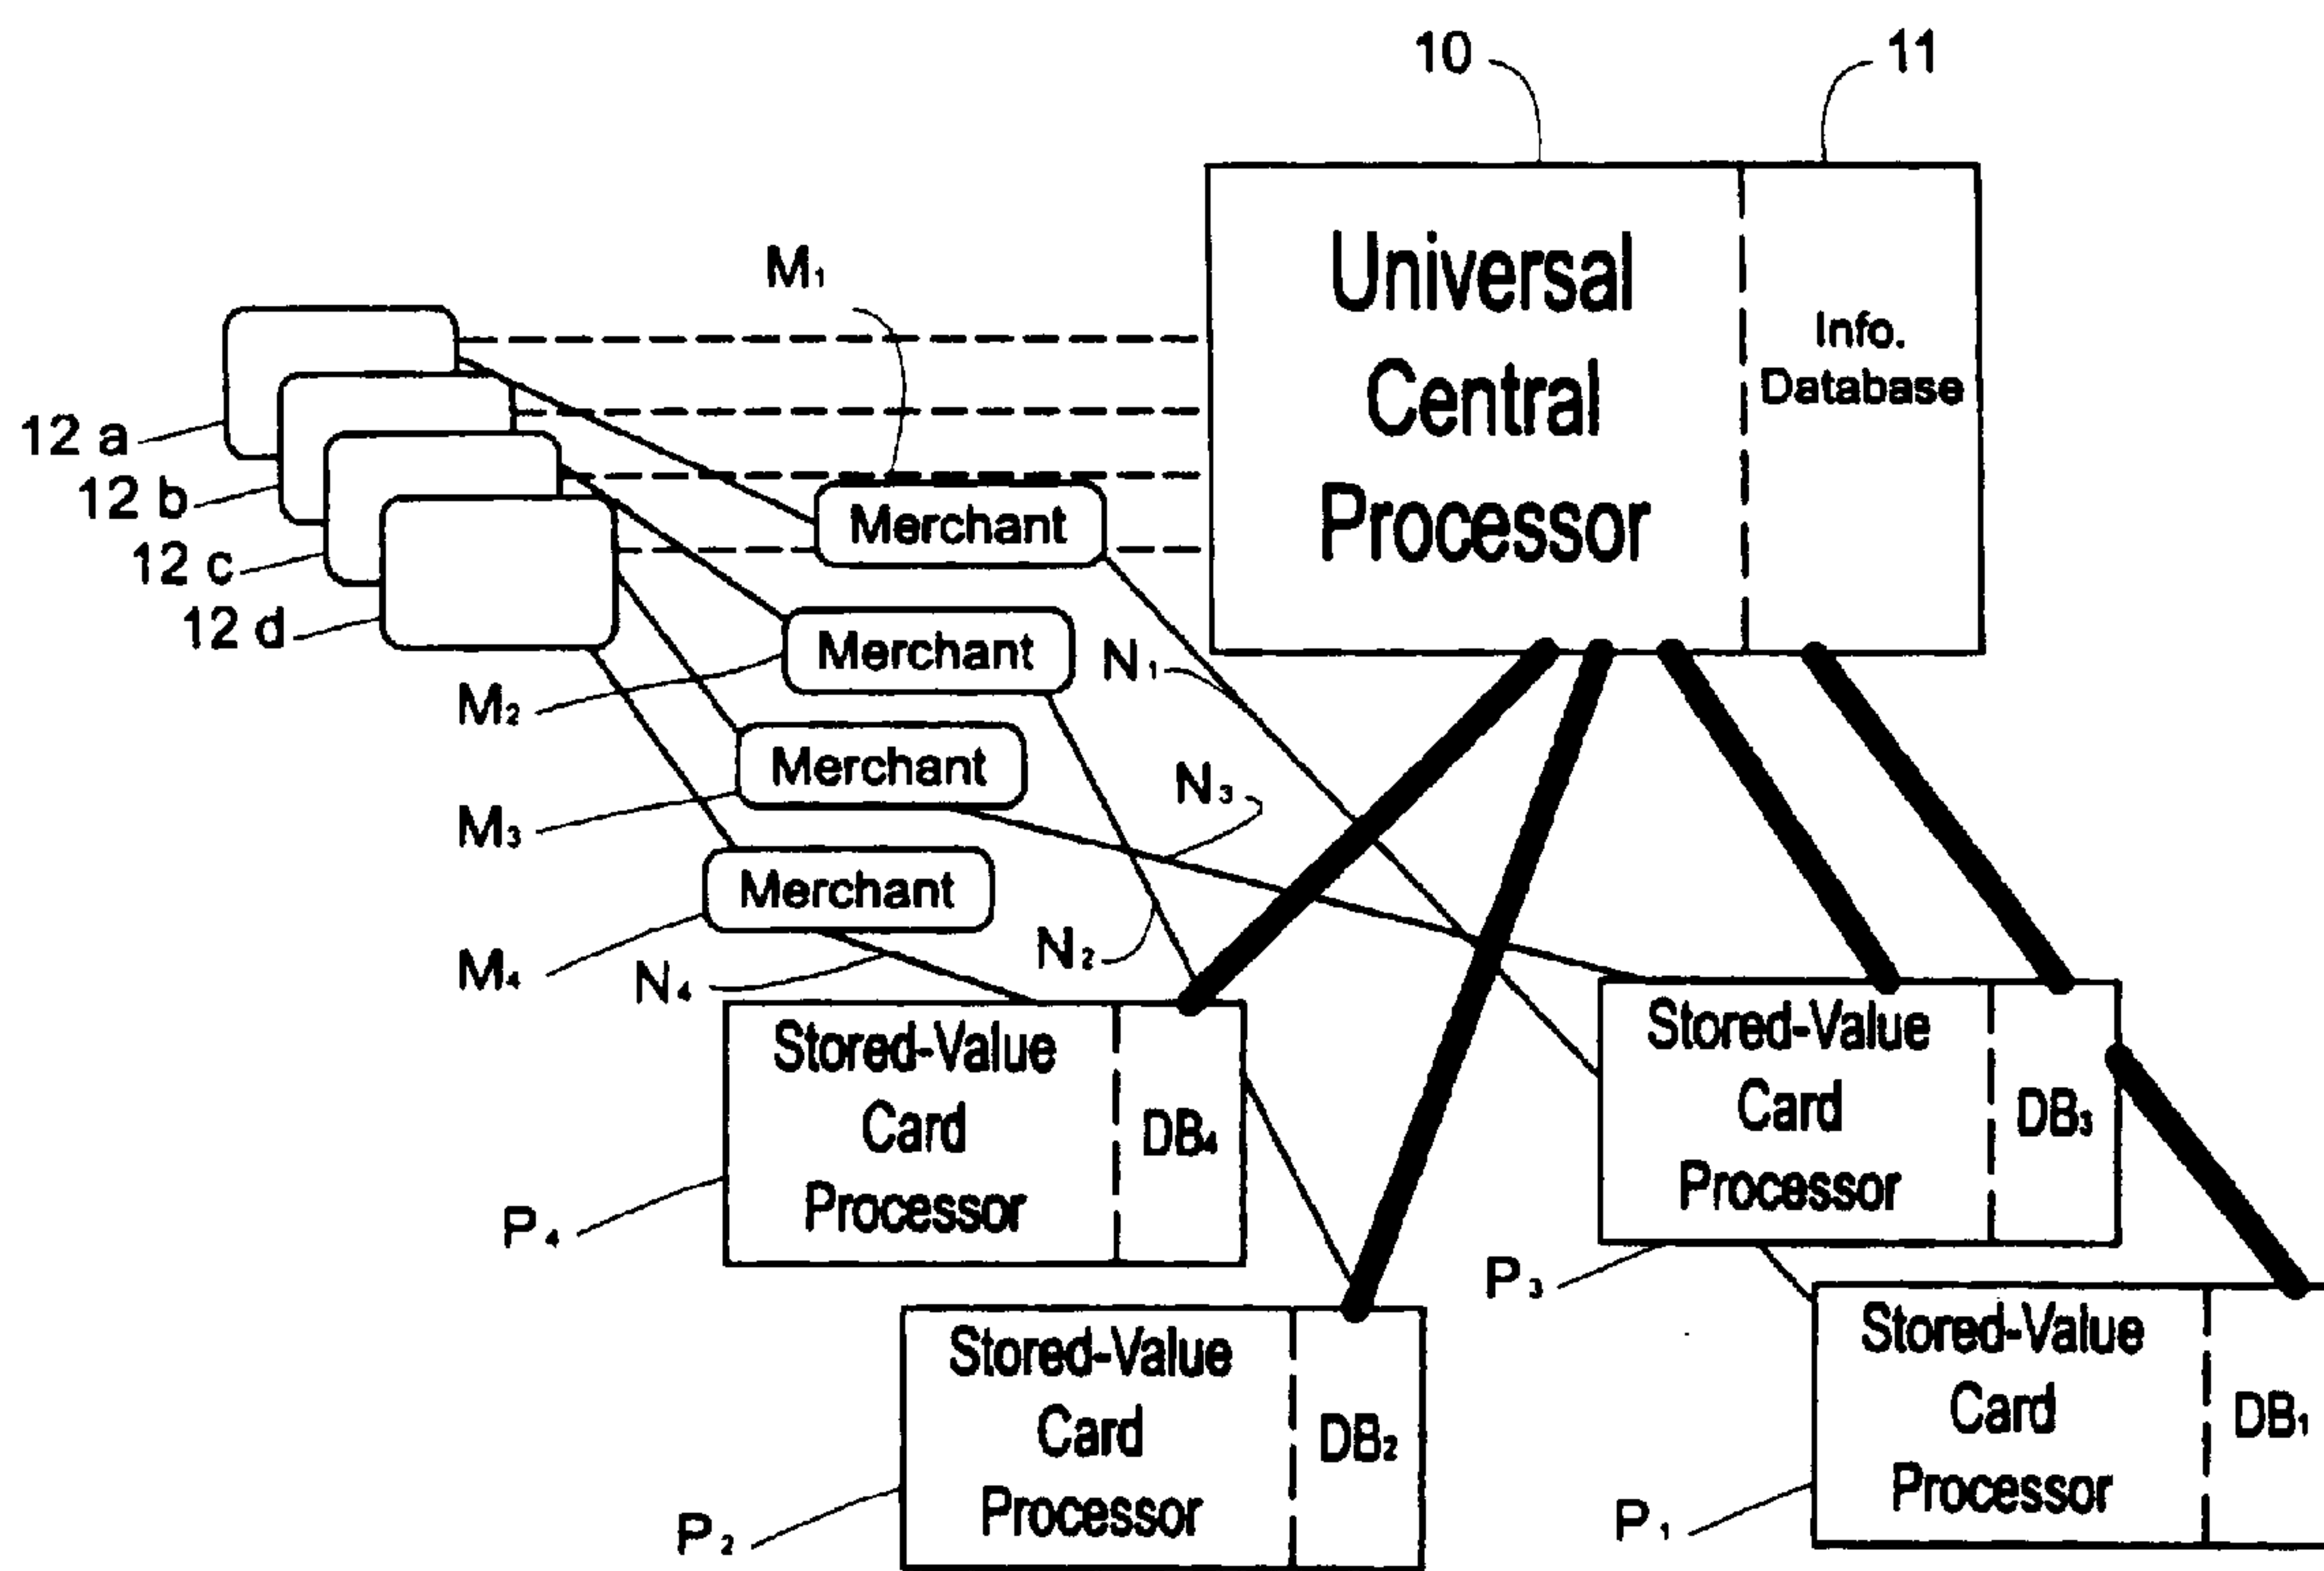 10
11
M₁
Universal
Central
Processor
Info.
Database
12 a
12 b
12 c
12 d
Merchant
Merchant
M₂
N₁
Merchant
M₃
N₃
Merchant
M₄
N₄
N₂
Stored-Value
Card
Processor
DB₄
P₄
Stored-Value
Card
Processor
DB₃
P₃
Stored-Value
Card
Processor
DB₂
P₂
Stored-Value
Card
Processor
DB₁
P₁